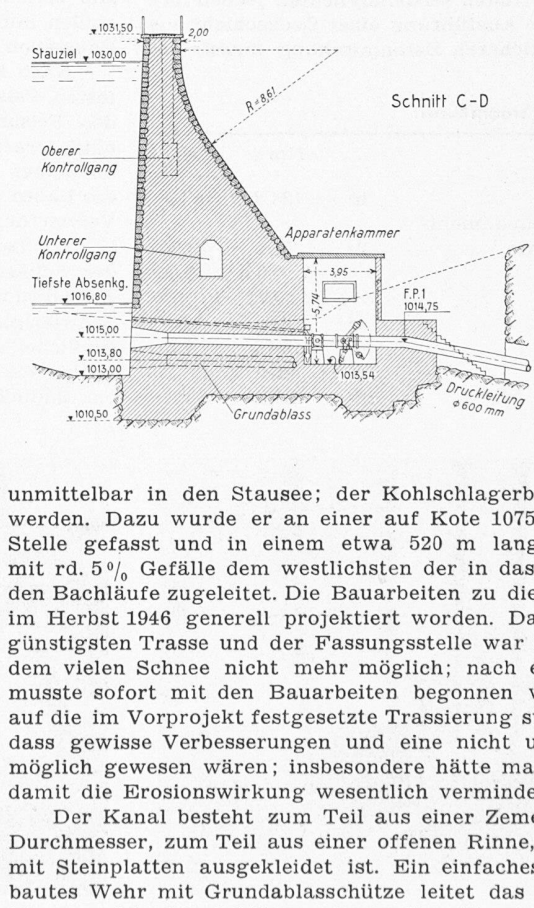 1031,50
2,00
Stauziel
1030,00
R=8,61
Schnitt C-D
Oberer
Kontrollgang
Unterer
Kontrollgang
Apparatenkammer
Tiefste Absenkg.
1016,80
3,95
5,74
F.P.1
1014,75
1015,00
1013,80
1013,00
1013,54
1010,50
Grundablass
Druckleitung
Φ 600 mm
unmittelbar in den Stausee; der Kohlschlagerb
werden. Dazu wurde er an einer auf Kote 1075
Stelle gefasst und in einem etwa 520 m lang
mit rd. 5 % Gefälle dem westlichsten der in das
den Bachläufe zugeleitet. Die Bauarbeiten zu die
im Herbst 1946 generell projektiert worden. Da
günstigsten Trasse und der Fassungsstelle war
dem vielen Schnee nicht mehr möglich; nach e
musste sofort mit den Bauarbeiten begonnen
auf die im Vorprojekt festgesetzte Trassierung
dass gewisse Verbesserungen und eine nicht u
möglich gewesen wären; insbesondere hätte ma
damit die Erosionswirkung wesentlich verminde
Der Kanal besteht zum Teil aus einer Zeme
Durchmesser, zum Teil aus einer offenen Rinne,
mit Steinplatten ausgekleidet ist. Ein einfaches
bautes Wehr mit Grundablasschütze leitet das